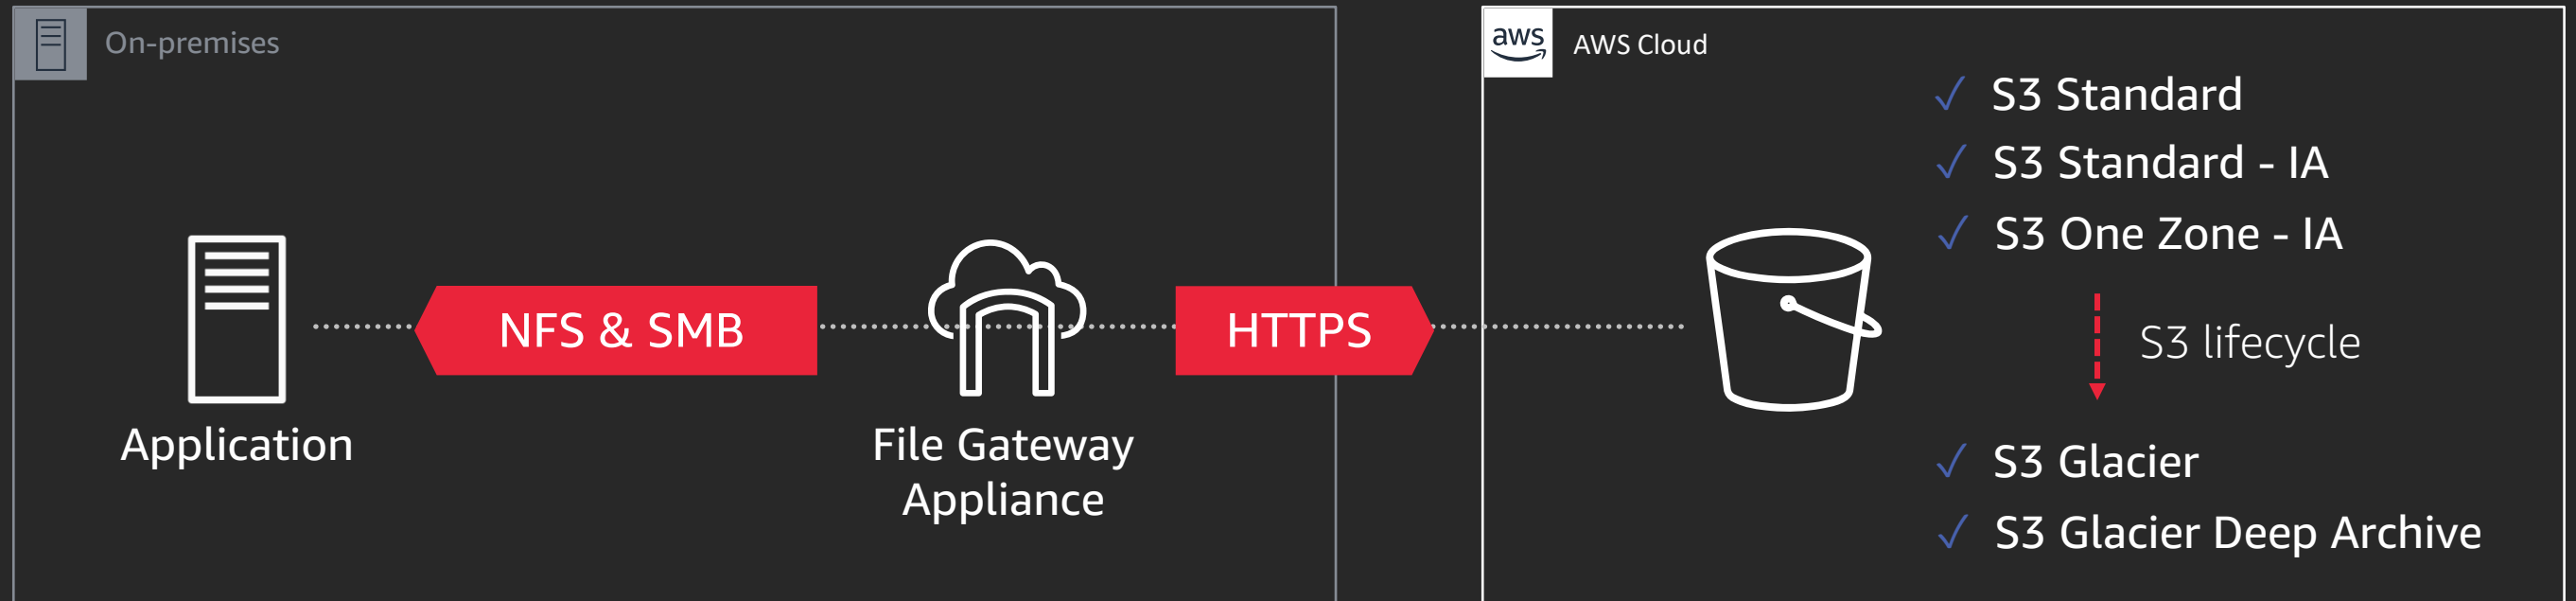 On-premises
aws
AWS Cloud
✓ S3 Standard
✓ S3 Standard - IA
✓ S3 One Zone - IA
NFS & SMB
HTTPS
S3 lifecycle
Application
File Gateway
Appliance
✓ S3 Glacier
✓ S3 Glacier Deep Archive